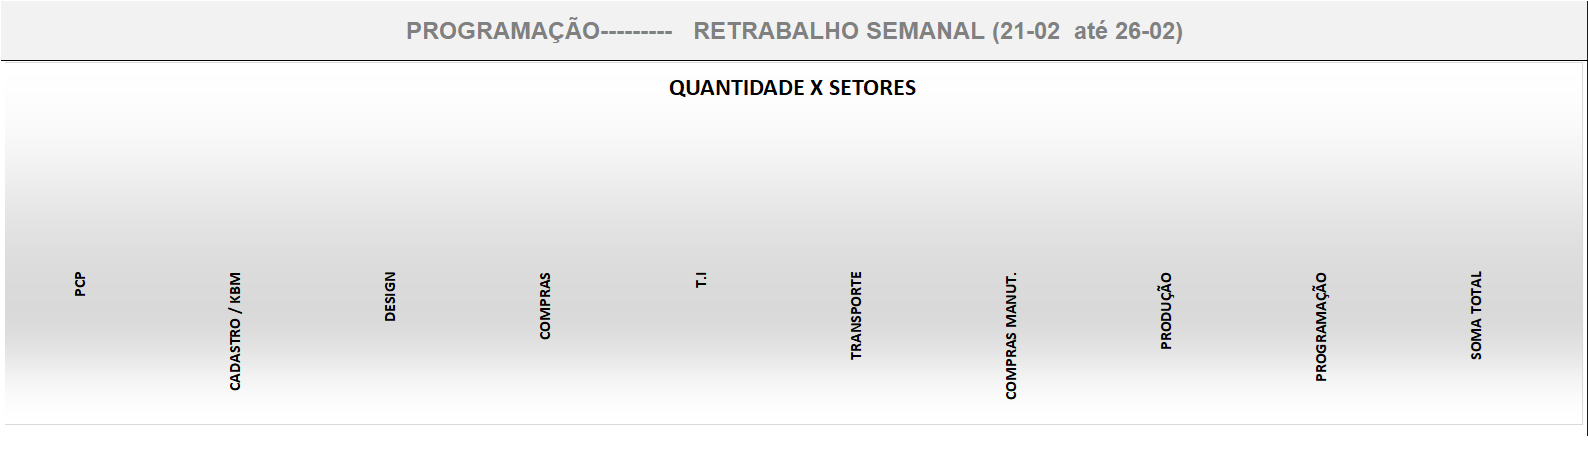 PROGRAMAÇÃO---------   RETRABALHO SEMANAL (21-02  até 26-02)
QUANTIDADE X SETORES
PCP
CADASTRO / KBM
DESIGN
COMPRAS
T.I
TRANSPORTE
COMPRAS MANUT.
PRODUÇÃO
PROGRAMAÇÃO
SOMA TOTAL